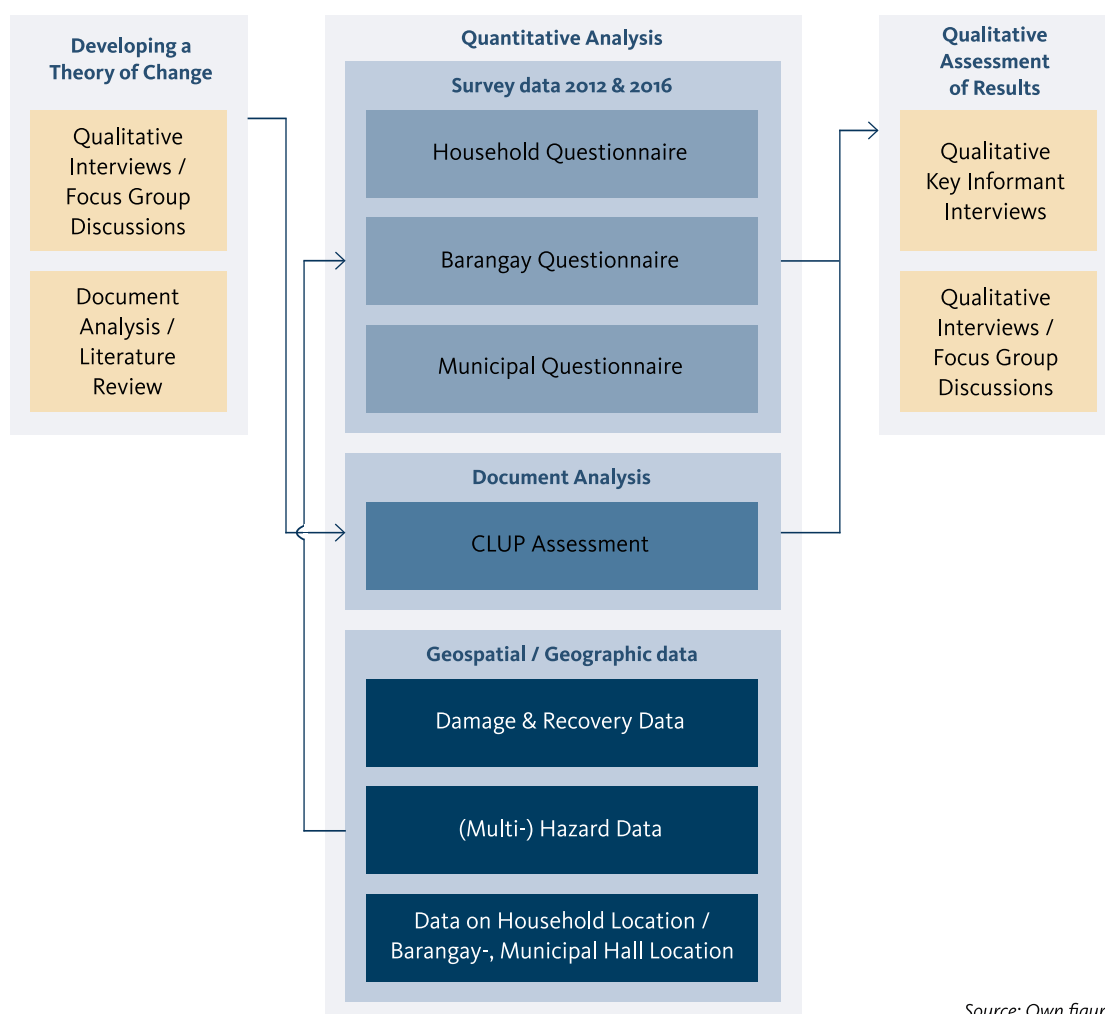 Developing a
Theory of Change
Qualitative
Interviews /
Focus Group
Discussions
Document
Analysis /
Literature
Review
Quantitative Analysis
Survey data 2012 & 2016
Household Questionnaire
Barangay Questionnaire
Municipal Questionnaire
Document Analysis
CLUP Assessment
Geospatial / Geographic data
Damage & Recovery Data
(Multi-) Hazard Data
Data on Household Location /
Barangay-, Municipal Hall Location
Qualitative
Assessment
of Results
Qualitative
Key Informant
Interviews
Qualitative
Interviews /
Focus Group
Discussions
Source: Own figur